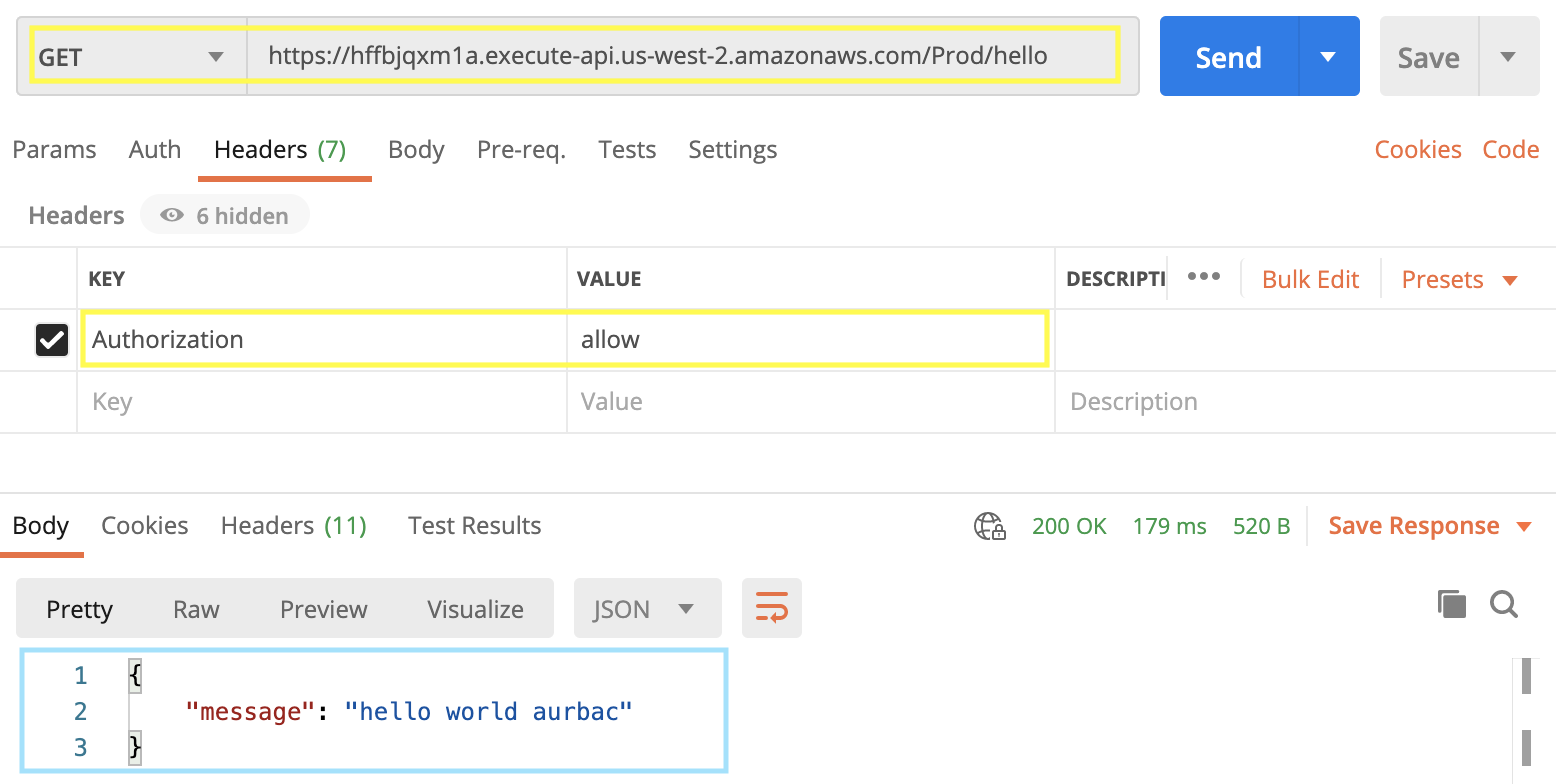 GET https://hffbjqxm1a.execute-api.us-west-2.amazonaws.com/Prod/hello Send Save
Params Auth Headers (7) Body Pre-req. Tests Settings Cookies Code
Headers 6 hidden
KEY VALUE DESCRIPTI ••• Bulk Edit Presets
Authorization allow
Key Value Description
Body Cookies Headers (11) Test Results 200 OK 179 ms 520 B Save Response
Pretty Raw Preview Visualize JSON
1 {
2 "message": "hello world aurbac"
3 }